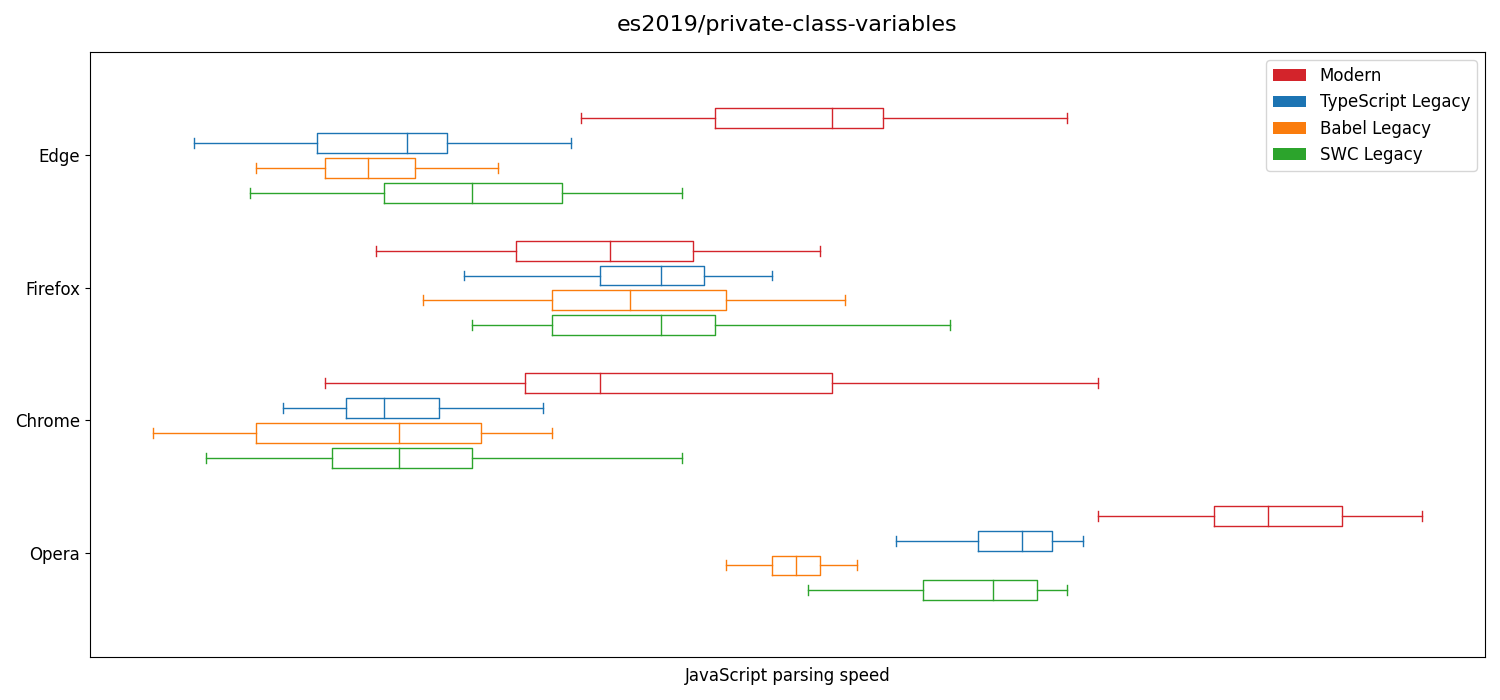 es2019/private-class-variables
Modern
TypeScript Legacy
Babel Legacy
SWC Legacy
Edge
Firefox
Chrome
Opera
JavaScript parsing speed